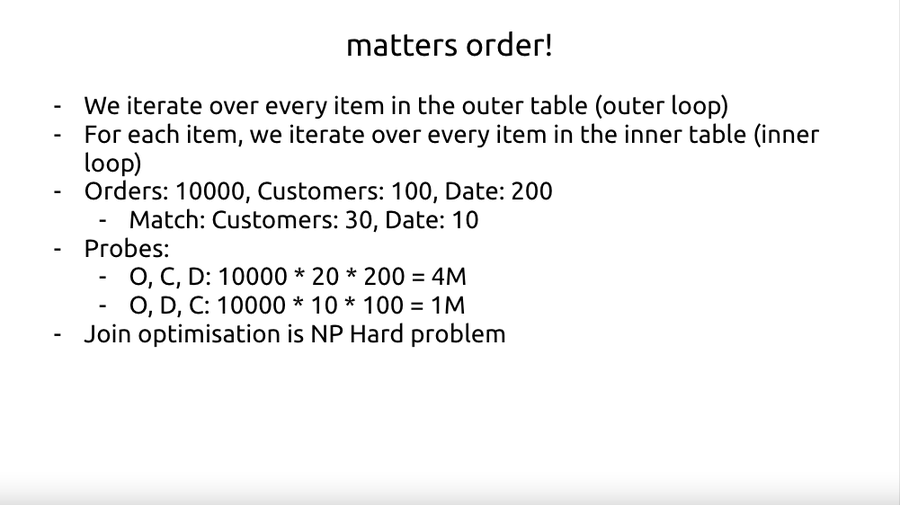 matters order!
- We iterate over every item in the outer table (outer loop)
- For each item, we iterate over every item in the inner table (inner
loop)
- Orders: 10000, Customers: 100, Date: 200
- Match: Customers: 30, Date: 10
- Probes:
- O, C, D: 10000 * 20 * 200 = 4M
- O, D, C: 10000 * 10 * 100 = 1M
- Join optimisation is NP Hard problem